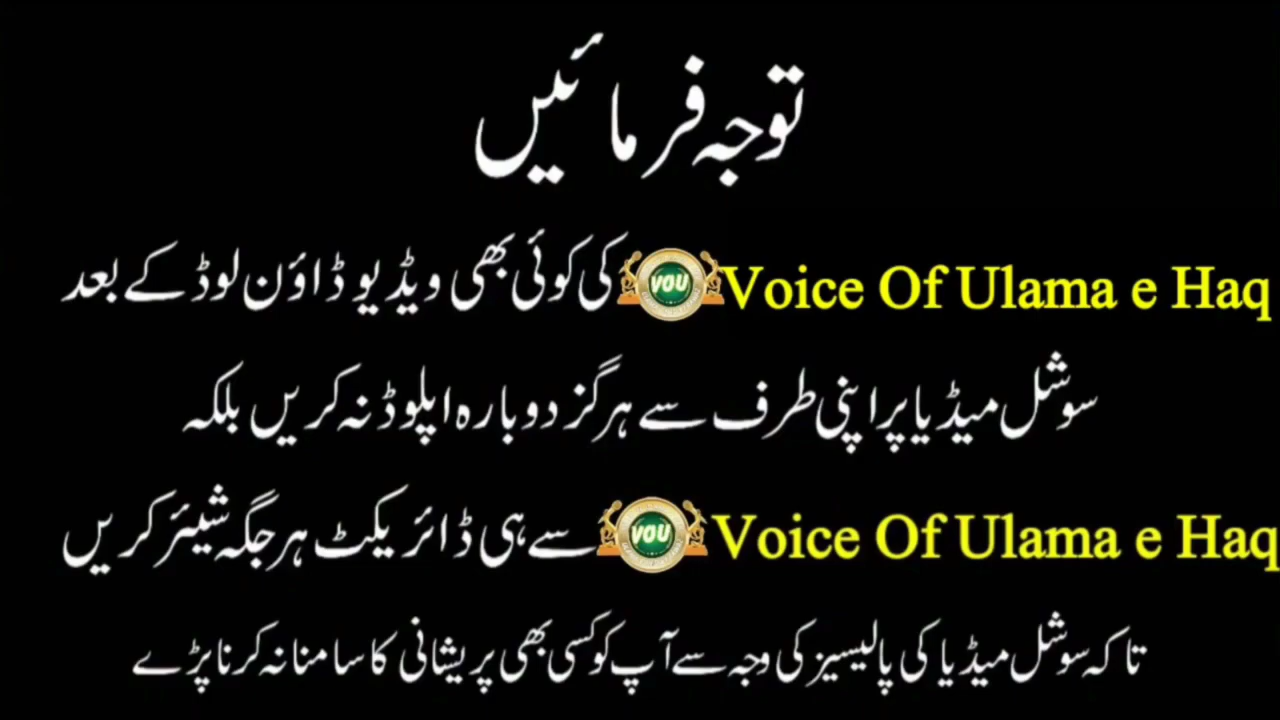 توجہ فرمائیں
Voice Of Ulama e Haq VOU کی کوئی بھی ویڈیو ڈاؤن لوڈ کے بعد
سوشل میڈیا پر اپنی طرف سے ہرگز دوبارہ اپلوڈ نہ کریں بلکہ
Voice Of Ulama e Haq VOU سے ہی ڈائریکٹ ہر جگہ شیئر کریں
تاکہ سوشل میڈیا کی پالیسیز کی وجہ سے آپ کو کسی بھی پریشانی کا سامنا نہ کرنا پڑے